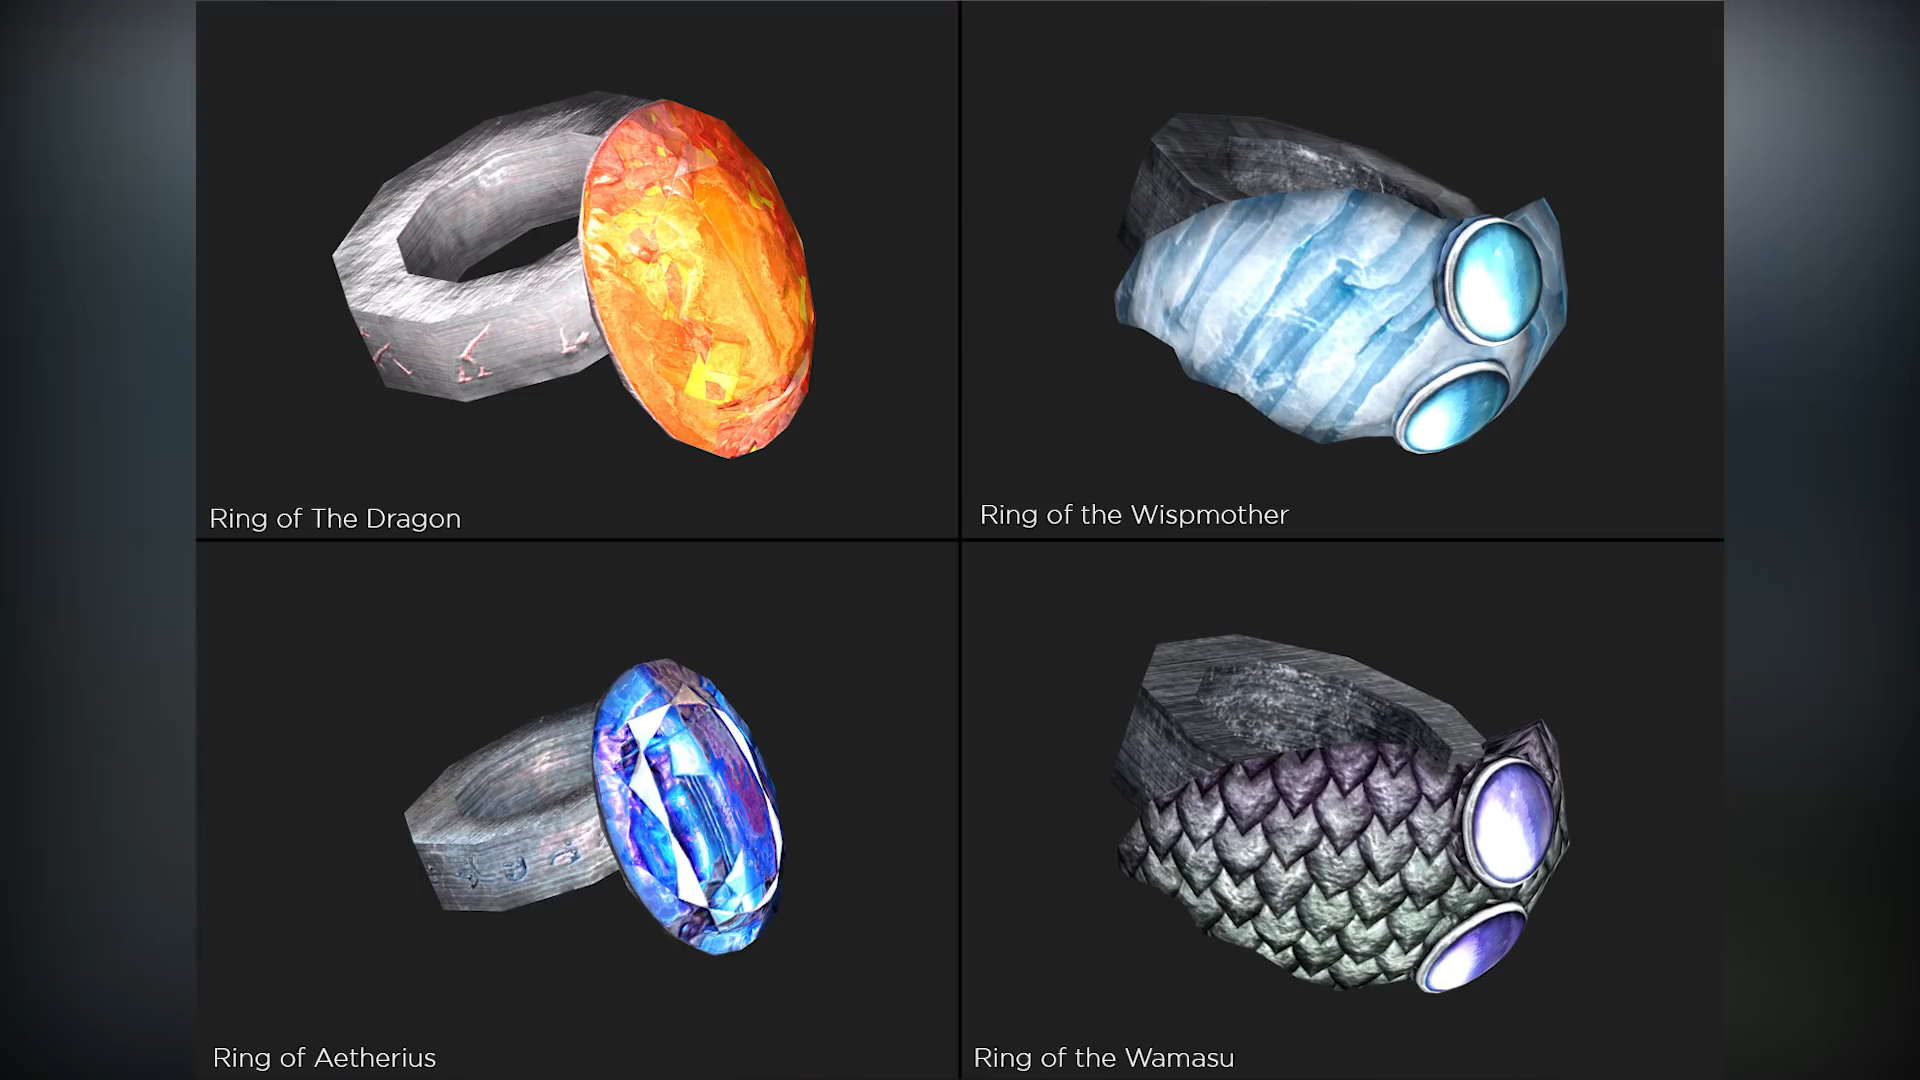 Ring of The Dragon
Ring of the Wispmother
Ring of Aetherius
Ring of the Wamasu